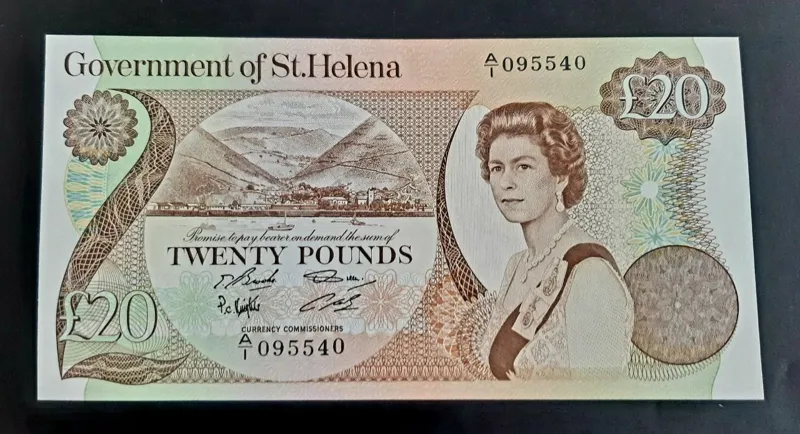 Government of St.Helena
A/1 095540
£20
Promise to pay bearer on demand the sum of
TWENTY POUNDS
£20
CURRENCY COMMISSIONERS
A/1 095540